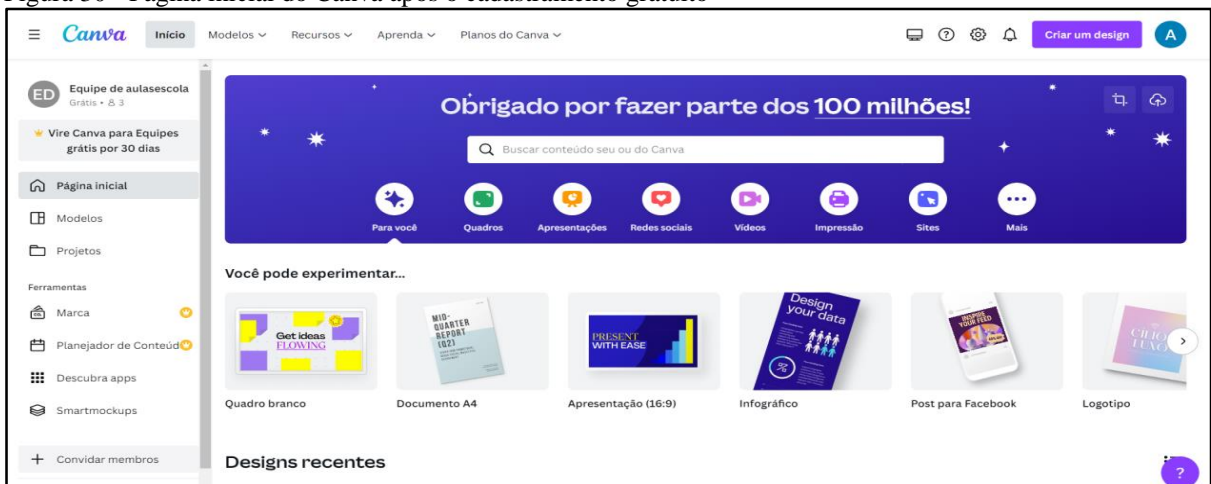 Figura 30 - Página inicial do Canva após o cadastramento gratuito
Canva
Início
Modelos
Recursos
Aprenda
Planos do Canva
Criar um design
A
ED
Equipe de aulasescola
Grátis • 3
Vire Canva para Equipes
grátis por 30 dias
Página inicial
Modelos
Projetos
Ferramentas
Marca
Planejador de Conteúd
Descubra apps
Smartmockups
Convidar membros
Obrigado por fazer parte dos 100 milhões!
Buscar conteúdo seu ou do Canva
Para você
Quadros
Apresentações
Redes sociais
Vídeos
Impressão
Sites
Mais
Você pode experimentar...
Get ideas
FLOWING
MID-
QUARTER
REPORT
(Q2)
PRESENT
WITH EASE
Design
your data
INSPIRE
YOUR FEED
Quadro branco
Documento A4
Apresentação (16:9)
Infográfico
Post para Facebook
Logotipo
Designs recentes
?